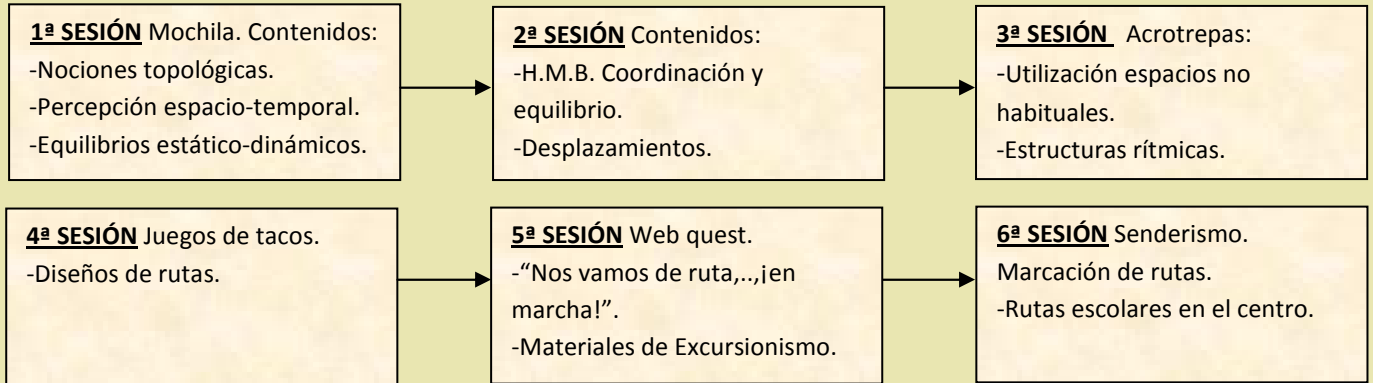 1ª SESIÓN Mochila. Contenidos:
-Nociones topológicas.
-Percepción espacio-temporal.
-Equilibrios estático-dinámicos.
2ª SESIÓN Contenidos:
-H.M.B. Coordinación y
equilibrio.
-Desplazamientos.
3ª SESIÓN Acrotrepas:
-Utilización espacios no
habituales.
-Estructuras rítmicas.
4ª SESIÓN Juegos de tacos.
-Diseños de rutas.
5ª SESIÓN Web quest.
-“Nos vamos de ruta,..,¡en
marcha!”.
-Materiales de Excursionismo.
6ª SESIÓN Senderismo.
Marcación de rutas.
-Rutas escolares en el centro.